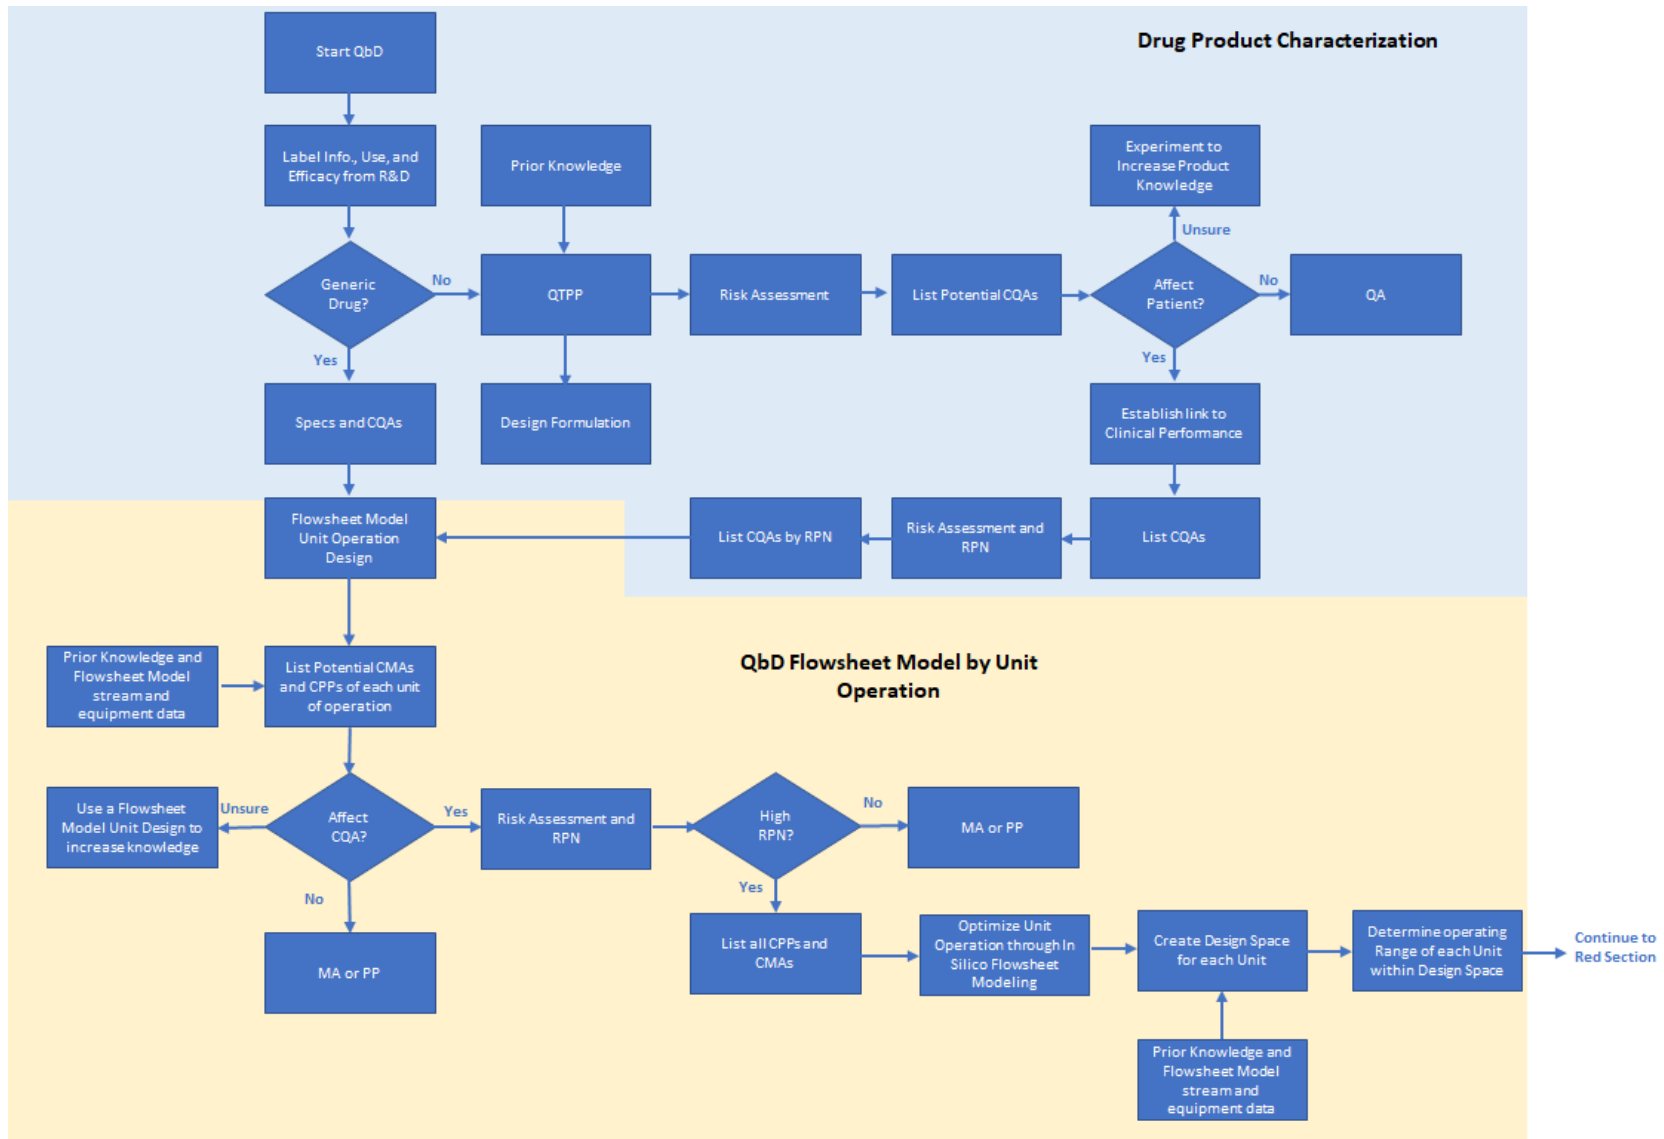 Drug Product Characterization
Start QbD
Label Info., Use, and
Efficacy from R&D
Prior Knowledge
Experiment to
Increase Product
Knowledge
Unsure
Generic
Drug?
No
QTPP
Risk Assessment
List Potential CQAs
Affect
Patient?
No
QA
Yes
Yes
Specs and CQAs
Design Formulation
Establish link to
Clinical Performance
Flowsheet Model
Unit Operation
Design
List CQAs by RPN
Risk Assessment and
RPN
List CQAs
QbD Flowsheet Model by Unit
Operation
Prior Knowledge and
Flowsheet Model
stream and
equipment data
List Potential CMAs
and CPPs of each unit
of operation
Use a Flowsheet
Model Unit Design to
increase knowledge
Unsure
Affect
CQA?
Yes
Risk Assessment and
RPN
High
RPN?
No
MA or PP
No
Yes
MA or PP
List all CPPs and
CMAs
Optimize Unit
Operation through In
Silico Flowsheet
Modeling
Create Design Space
for each Unit
Determine operating
Range of each Unit
within Design Space
Continue to
Red Section
Prior Knowledge and
Flowsheet Model
stream and
equipment data